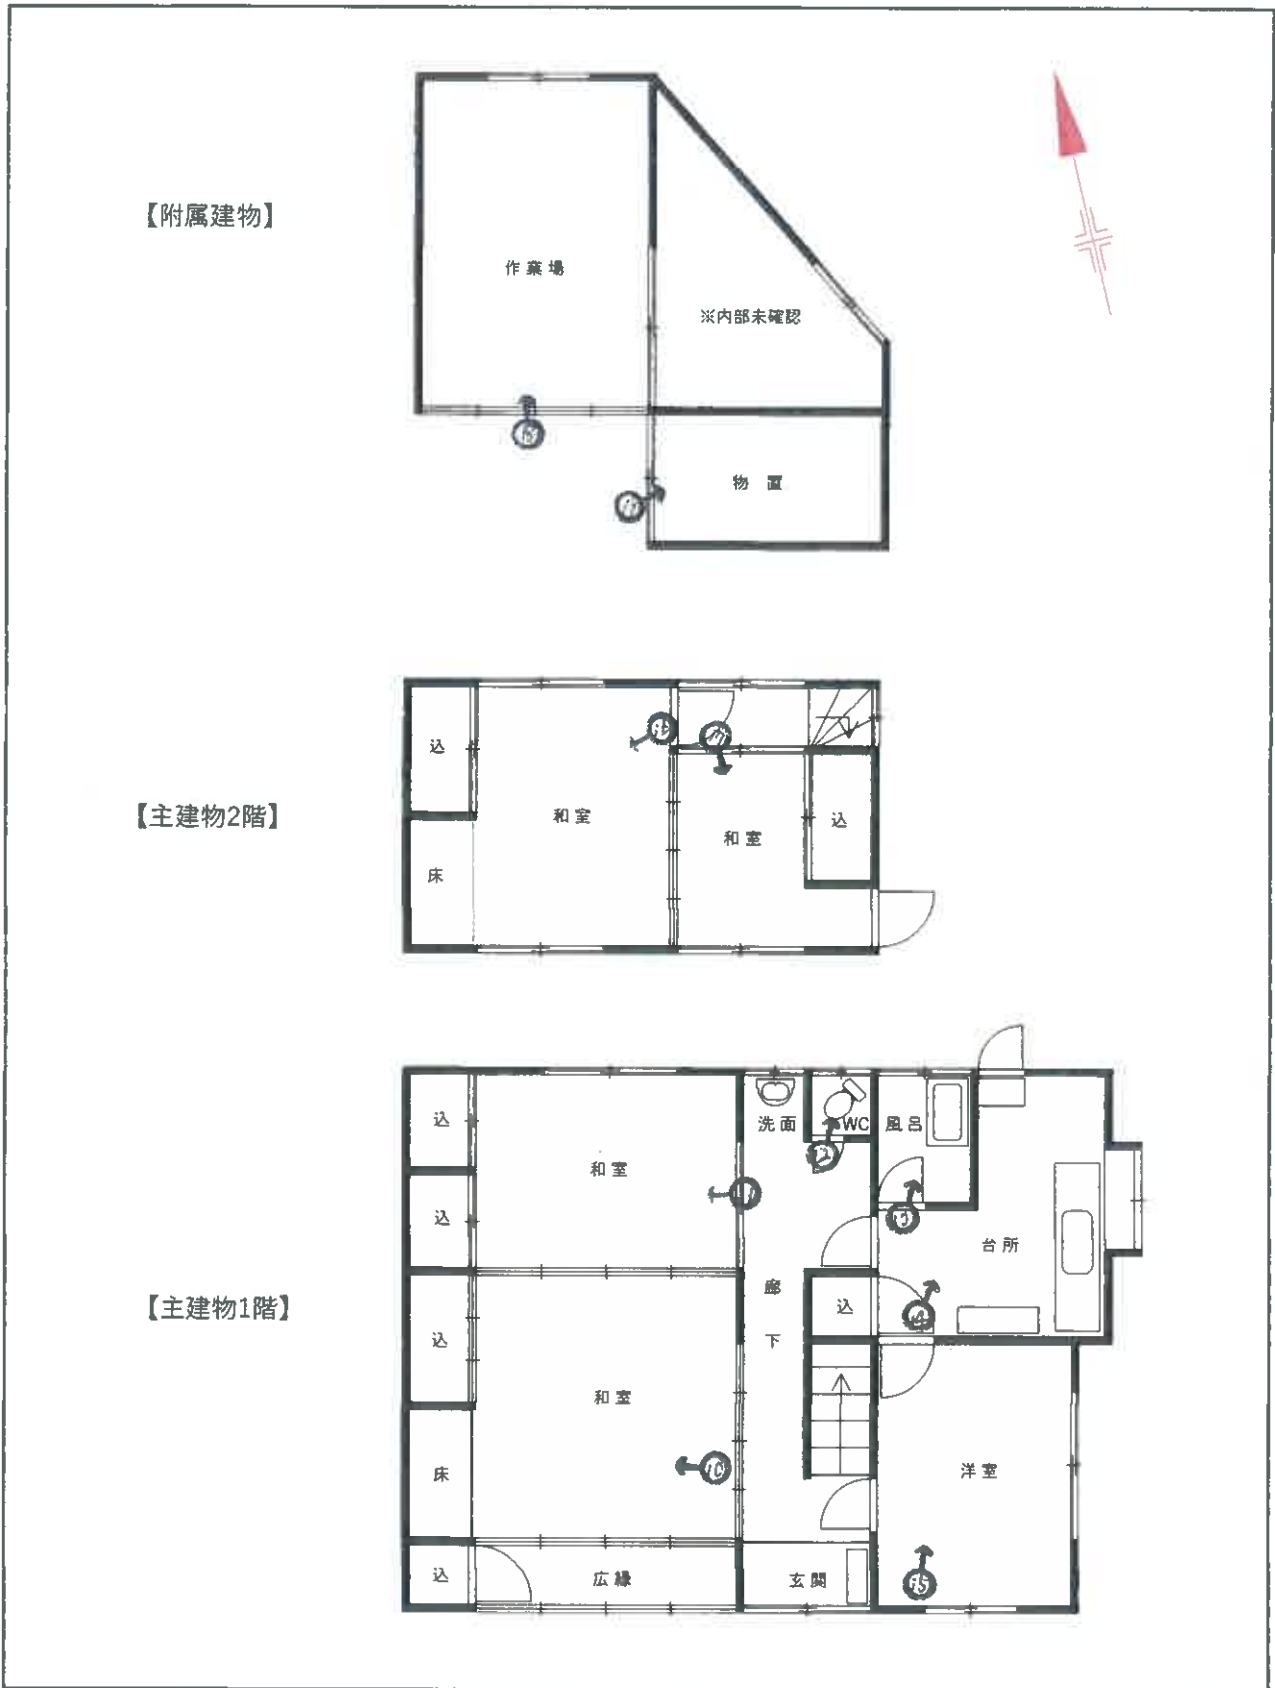 【附属建物】
作業場
※内部未確認
物置
【主建物2階】
込
和室
和室
込
床
【主建物1階】
込
洗面
WC
風呂
和室
込
台所
廊下
込
込
和室
床
洋室
込
広縁
玄関
10
15